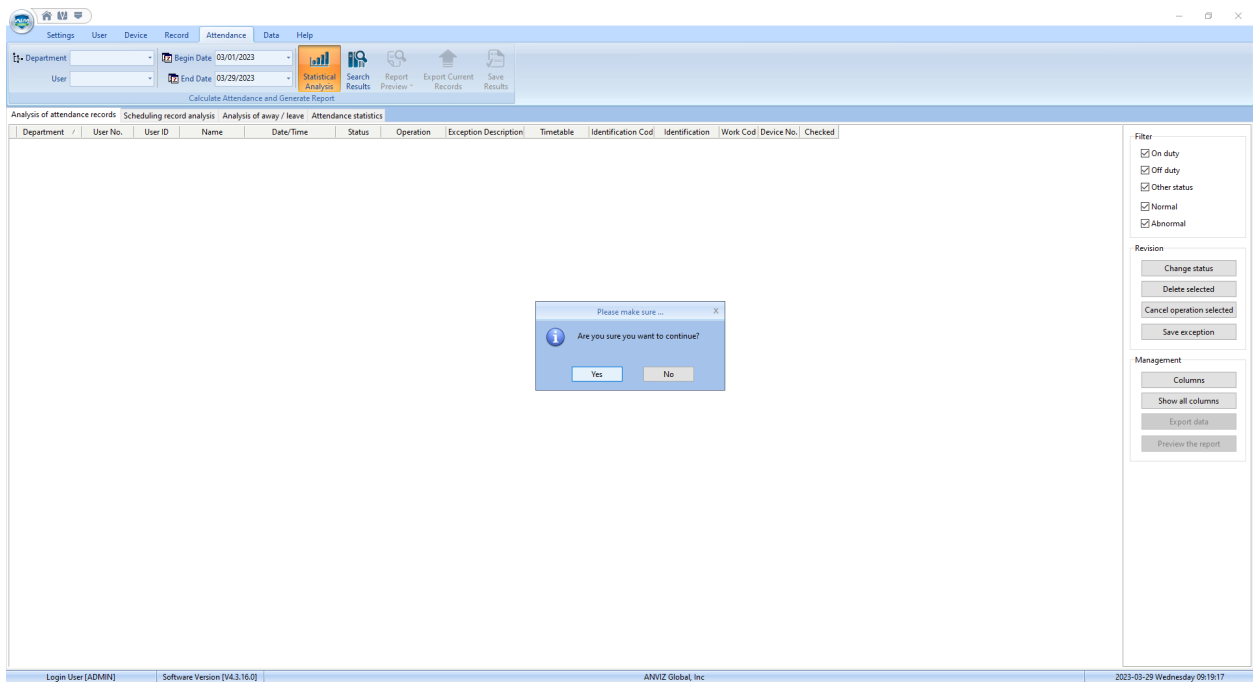 Settings User Device Record Attendance Data Help
Department Begin Date 03/01/2023
User End Date 03/29/2023
Statistical Analysis
Search Results
Report Preview
Export Current Records
Save Results
Calculate Attendance and Generate Report
Analysis of attendance records Scheduling record analysis Analysis of away / leave Attendance statistics
Department / User No. User ID Name Date/Time Status Operation Exception Description Timetable Identification Cod Identification Work Cod Device No. Checked
Filter
On duty
Off duty
Other status
Normal
Abnormal
Revision
Change status
Delete selected
Cancel operation selected
Save exception
Management
Columns
Show all columns
Export data
Preview the report
Please make sure ... X
Are you sure you want to continue?
Yes No
Login User [ADMIN] Software Version [V4.3.16.0] ANVIZ Global, Inc 2023-03-29 Wednesday 09:19:17